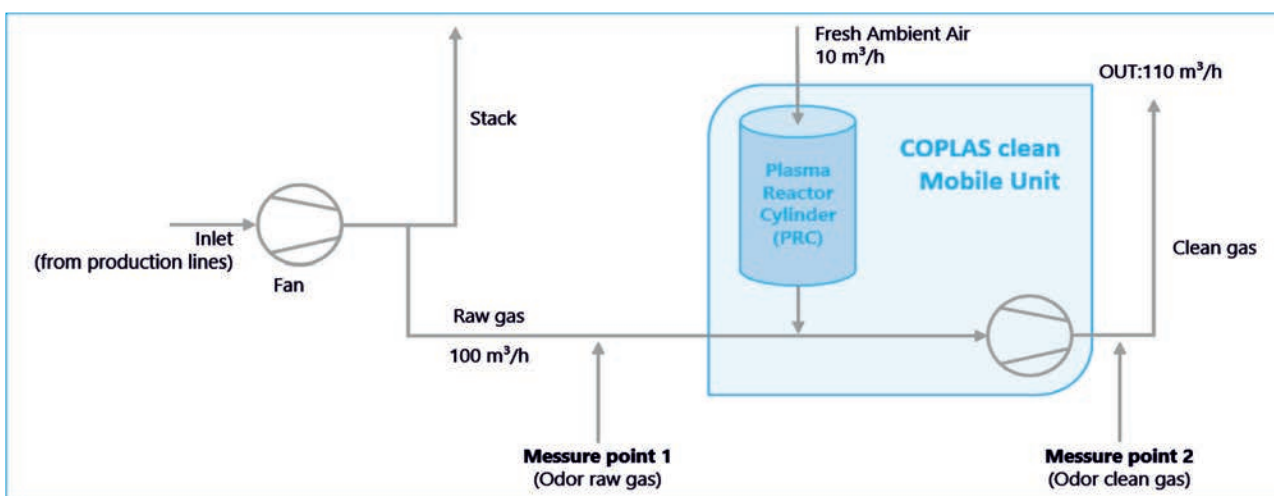 Fresh Ambient Air
10 m³/h
OUT:110 m³/h
Stack
COPLAS clean
Mobile Unit
Plasma
Reactor
Cylinder
(PRC)
Inlet
(from production lines)
Fan
Clean gas
Raw gas
100 m³/h
Messure point 1
(Odor raw gas)
Messure point 2
(Odor clean gas)